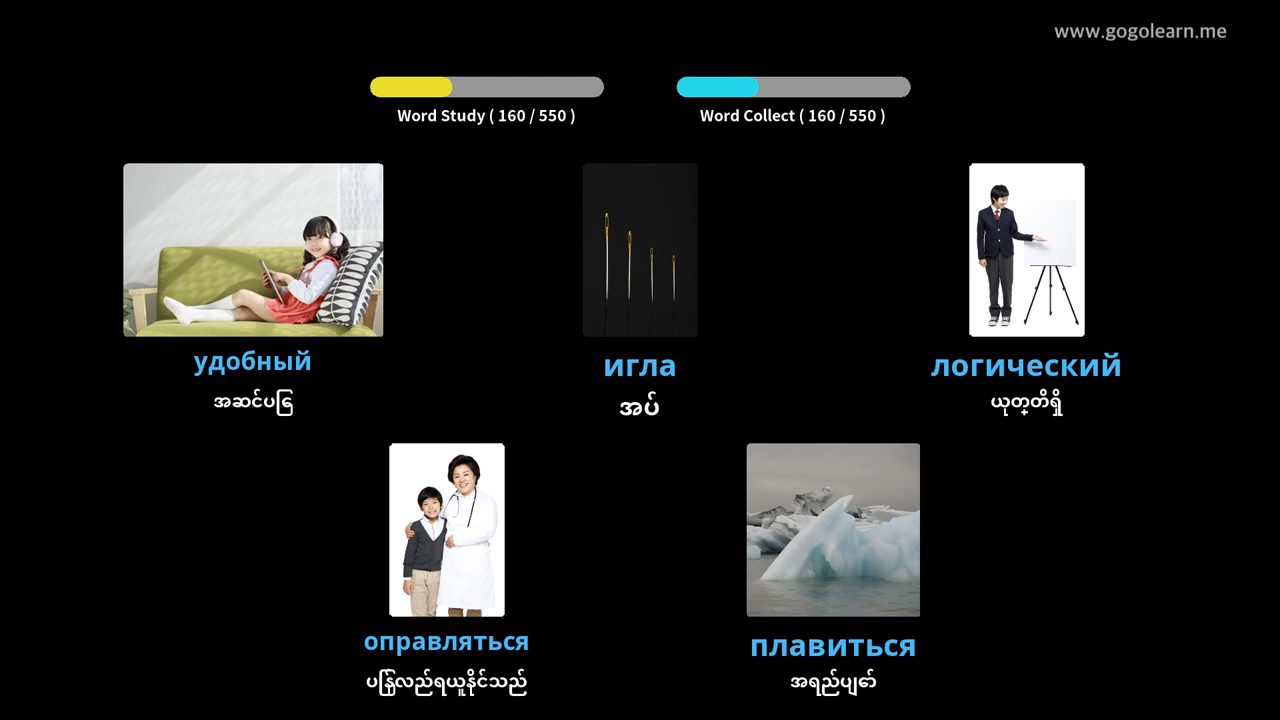 www.gogolearn.me
Word Study ( 160 / 550 )
Word Collect ( 160 / 550 )
удобный
အဆင်ပြေ
игла
အပ်
логический
ယုတ္တိရှိ
оправляться
ပြန်လည်ရယူနိုင်သည်
плавиться
အရည်ပျော်